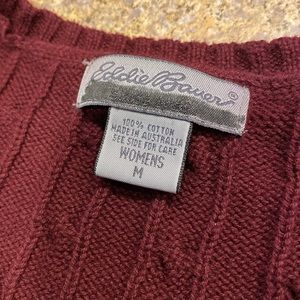 Eddie Bauer®
100% COTTON
MADE IN AUSTRALIA
SEE SIDE FOR CARE
WOMENS
M